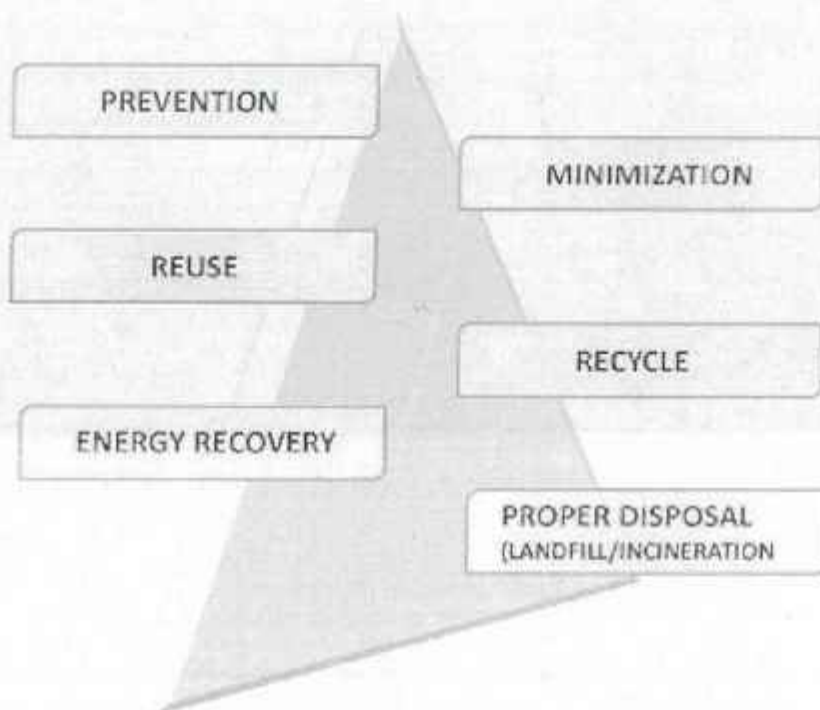 PREVENTION
MINIMIZATION
REUSE
RECYCLE
ENERGY RECOVERY
PROPER DISPOSAL
(LANDFILL/INCINERATION